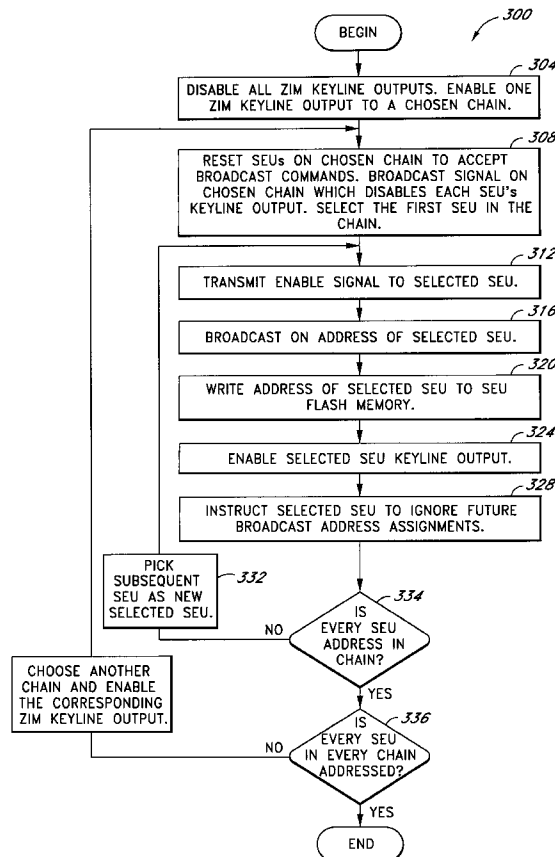 300
BEGIN
304
DISABLE ALL ZIM KEYLINE OUTPUTS. ENABLE ONE
ZIM KEYLINE OUTPUT TO A CHOSEN CHAIN.
308
RESET SEUs ON CHOSEN CHAIN TO ACCEPT
BROADCAST COMMANDS. BROADCAST SIGNAL ON
CHOSEN CHAIN WHICH DISABLES EACH SEU'S
KEYLINE OUTPUT. SELECT THE FIRST SEU IN THE
CHAIN.
312
TRANSMIT ENABLE SIGNAL TO SELECTED SEU.
316
BROADCAST ON ADDRESS OF SELECTED SEU.
320
WRITE ADDRESS OF SELECTED SEU TO SEU
FLASH MEMORY.
324
ENABLE SELECTED SEU KEYLINE OUTPUT.
328
INSTRUCT SELECTED SEU TO IGNORE FUTURE
BROADCAST ADDRESS ASSIGNMENTS.
PICK
SUBSEQUENT
SEU AS NEW
SELECTED SEU.
332
334
IS
EVERY SEU
ADDRESS IN
CHAIN?
NO
YES
CHOOSE ANOTHER
CHAIN AND ENABLE
THE CORRESPONDING
ZIM KEYLINE OUTPUT.
336
IS
EVERY SEU
IN EVERY CHAIN
ADDRESSED?
NO
YES
END